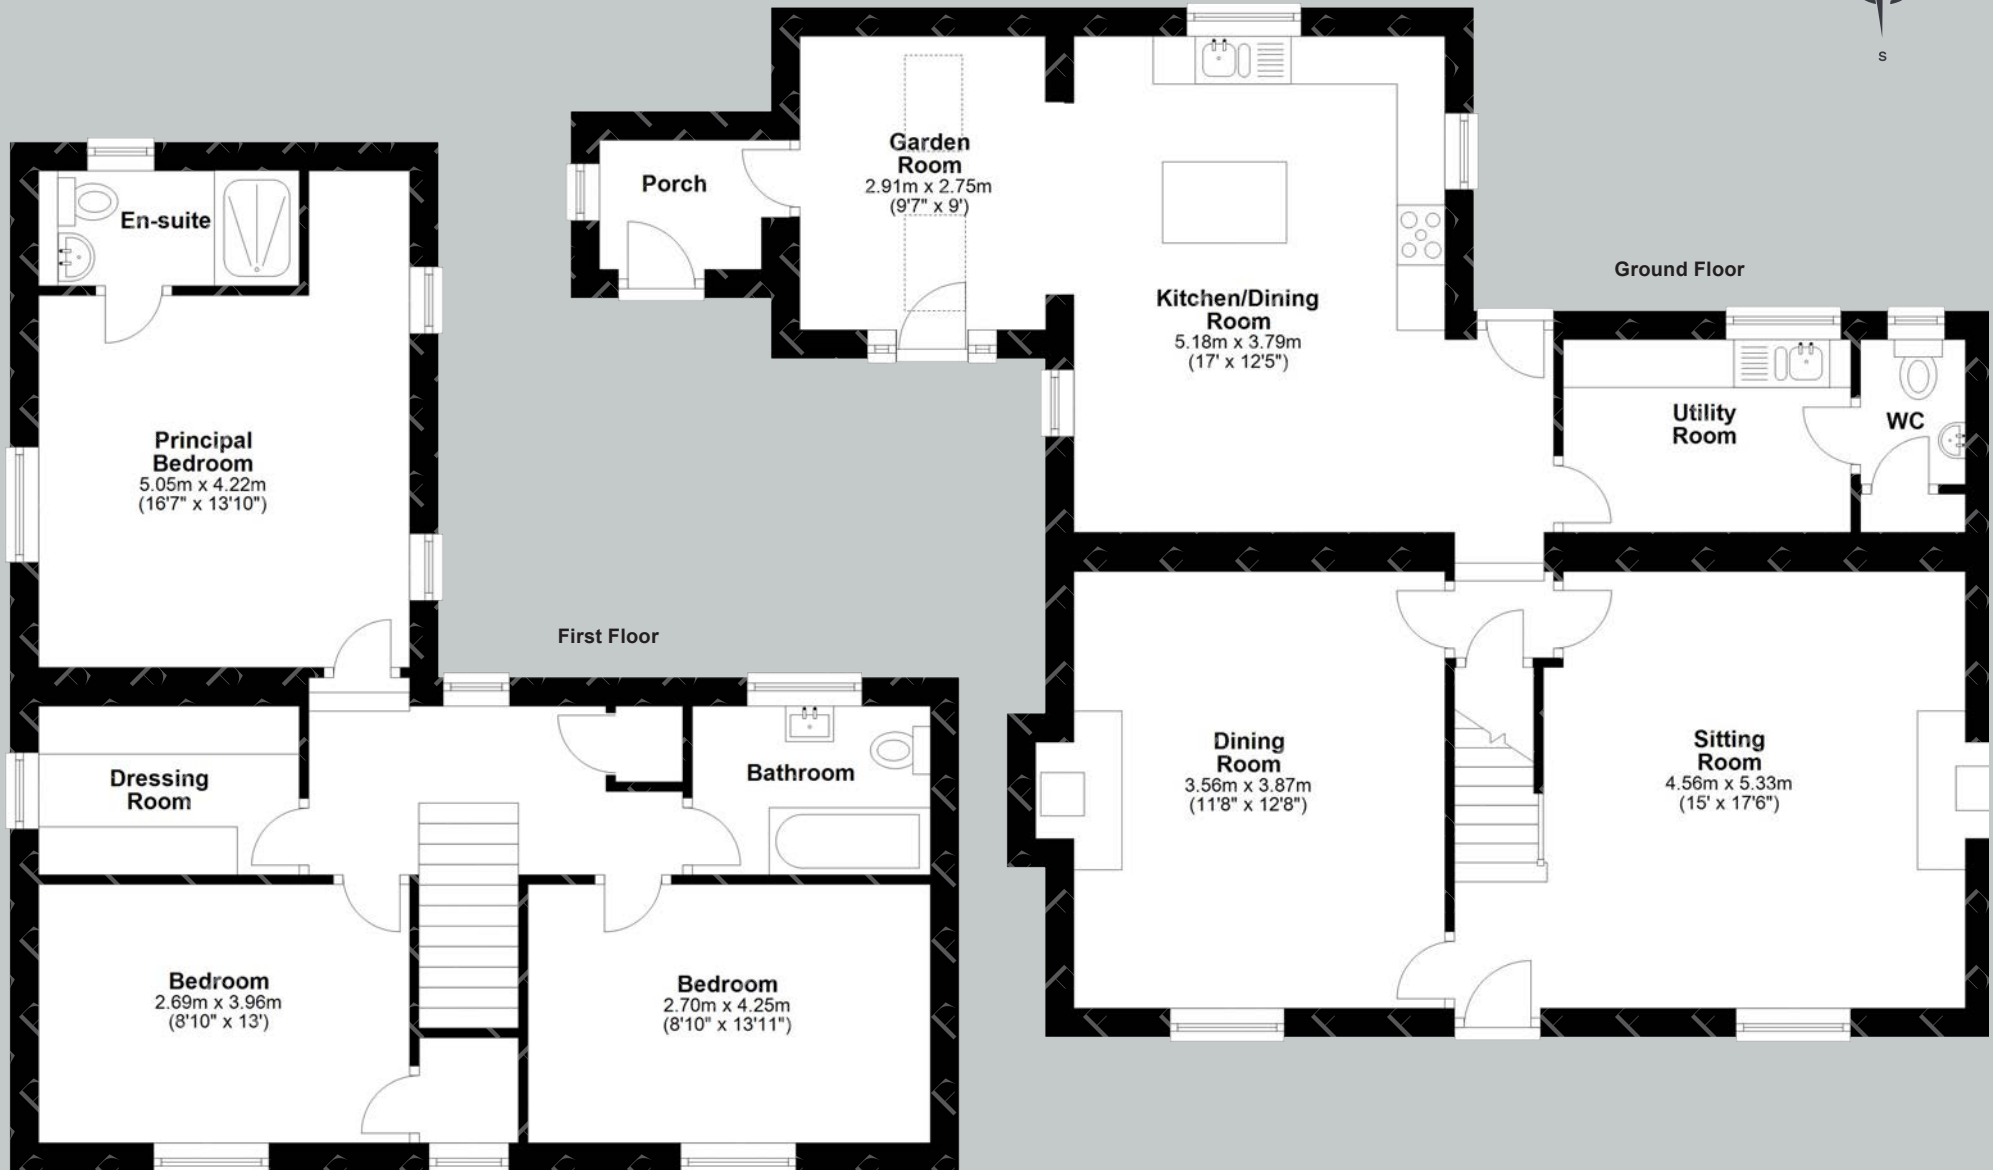 S
Garden
Room
2.91m x 2.75m
(9'7" x 9')
Porch
En-suite
Kitchen/Dining
Room
5.18m x 3.79m
(17' x 12'5")
Ground Floor
Utility
Room
WC
Principal
Bedroom
5.05m x 4.22m
(16'7" x 13'10")
First Floor
Dressing
Room
Bathroom
Dining
Room
3.56m x 3.87m
(11'8" x 12'8")
Sitting
Room
4.56m x 5.33m
(15' x 17'6")
Bedroom
2.69m x 3.96m
(8'10" x 13')
Bedroom
2.70m x 4.25m
(8'10" x 13'11")